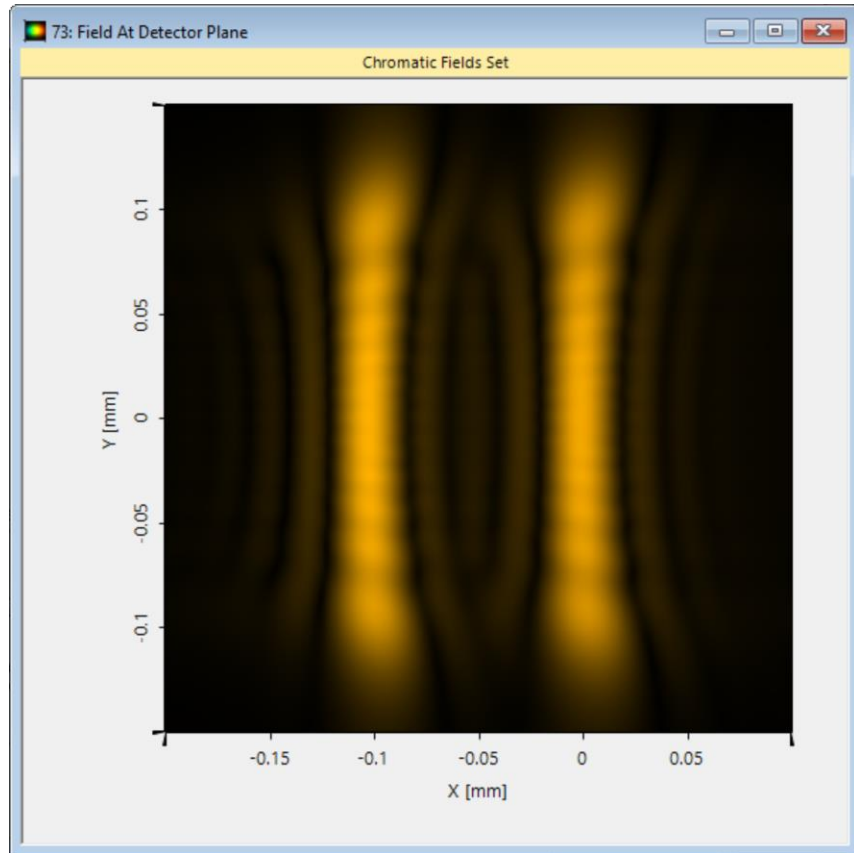 73: Field At Detector Plane
Chromatic Fields Set
0.1
0.05
0
-0.05
-0.1
Y [mm]
-0.15 -0.1 -0.05 0 0.05
X [mm]